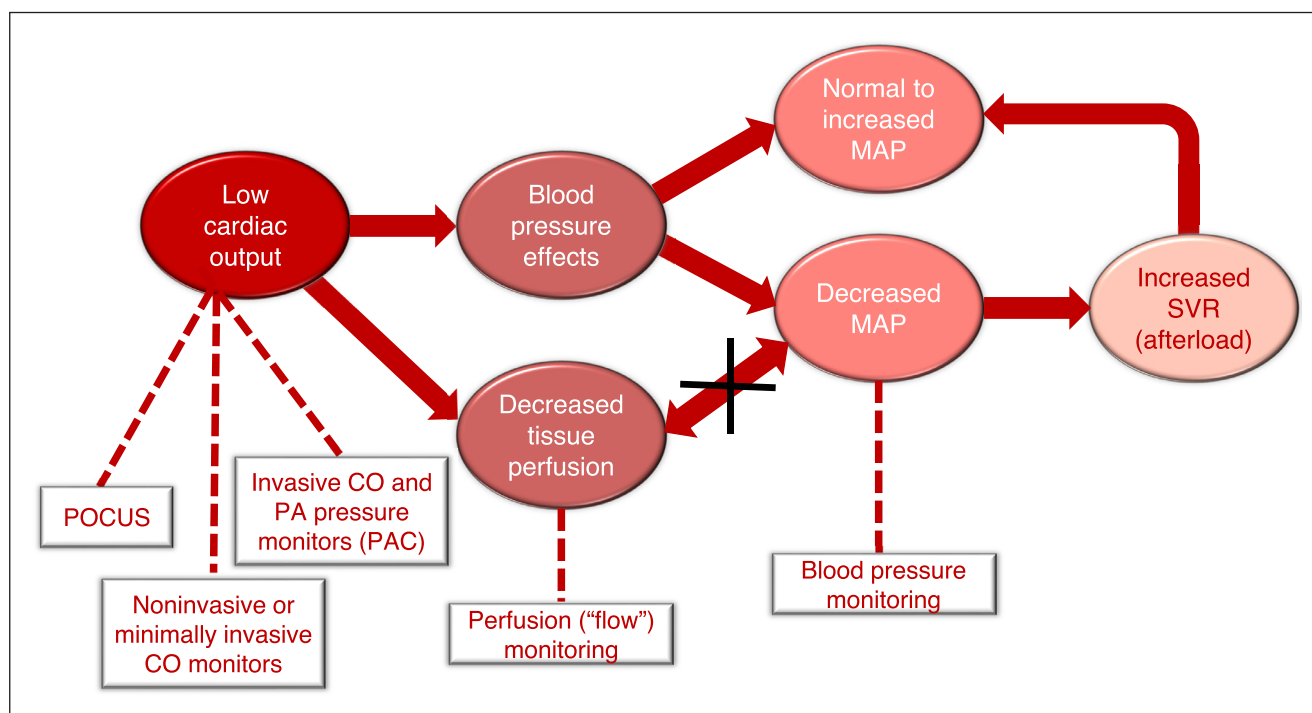 Normal to
increased
MAP
Low
cardiac
output
Blood
pressure
effects
Decreased
MAP
Increased
SVR
(afterload)
Decreased
tissue
perfusion
POCUS
Invasive CO and
PA pressure
monitors (PAC)
Noninvasive or
minimally invasive
CO monitors
Perfusion (“flow”)
monitoring
Blood pressure
monitoring